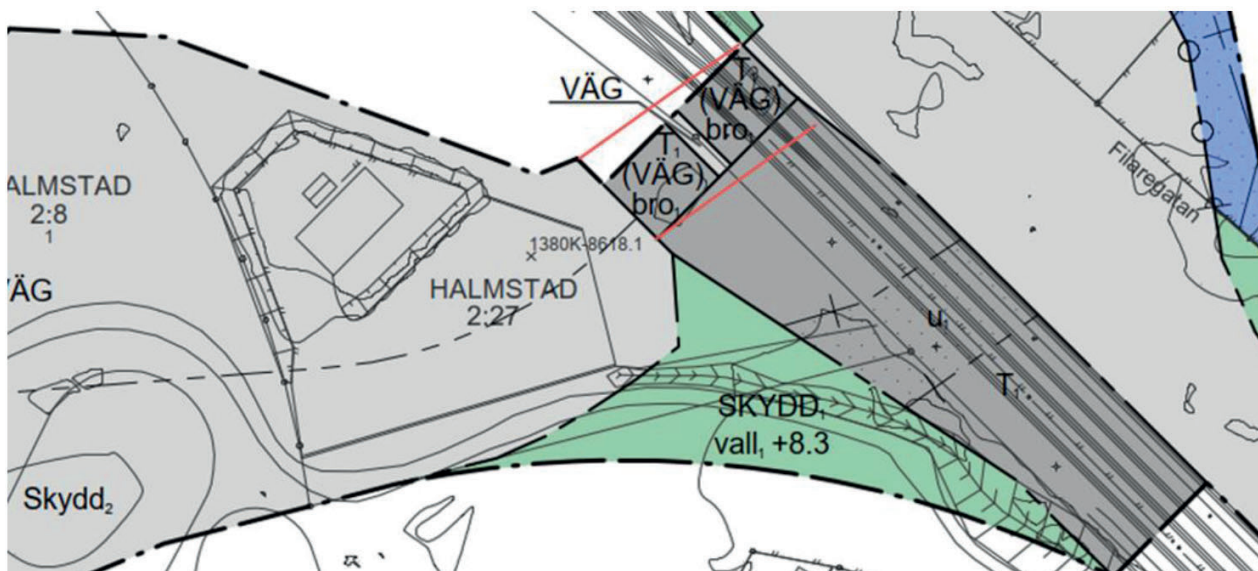 VÄG
T₁
(VÄG)
bro₁
T₁
(VÄG)
bro₁
Filaregatan
ALMSTAD
2:8
1
1380K-8618.1
HALMSTAD
2:27
ÄG
u₁
T₁
SKYDD₁
vall₁ +8.3
Skydd₂